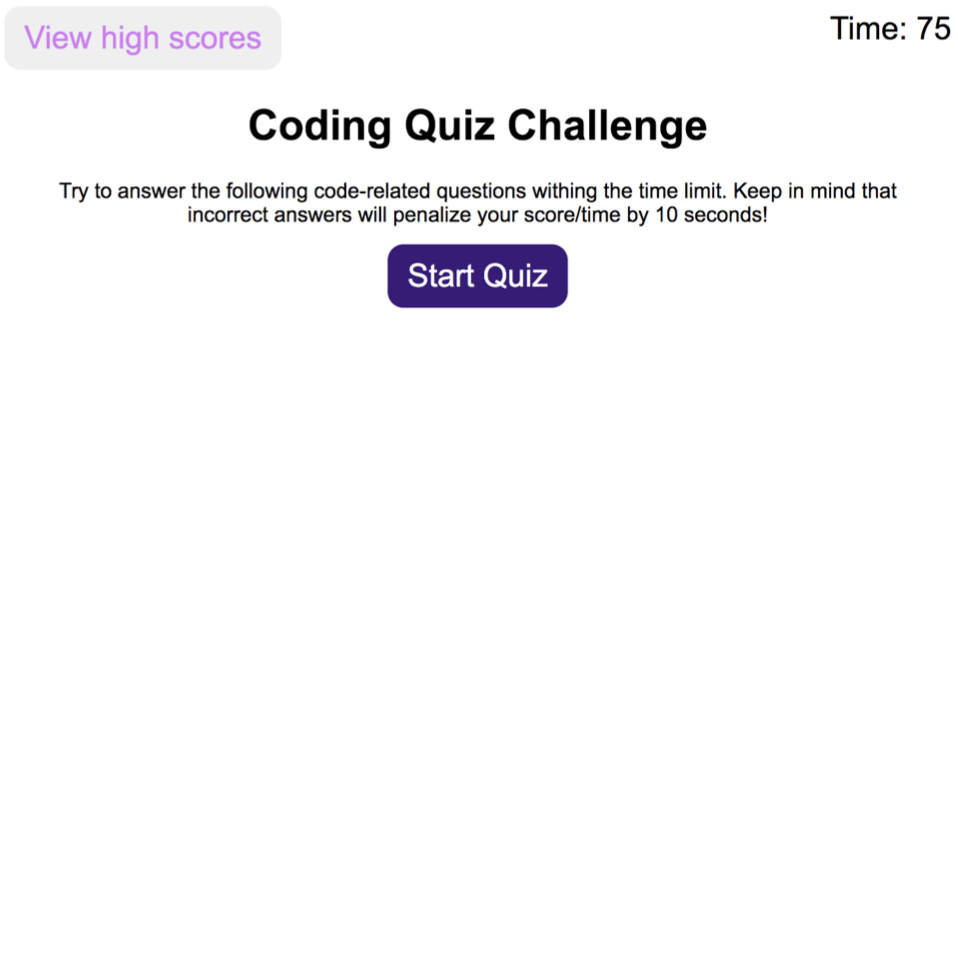 View high scores
Time: 75
Coding Quiz Challenge
Try to answer the following code-related questions withing the time limit. Keep in mind that
incorrect answers will penalize your score/time by 10 seconds!
Start Quiz